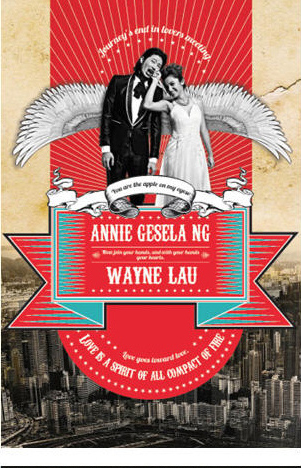 Journey's end in lovers meeting
You are the apple on my eyese
ANNIE GESELA NG
Now join your hands, and with your hands
your hearts.
WAYNE LAU
Love goes toward love.
LOVE IS A SPIRIT OF ALL COMPACT OF FIRE